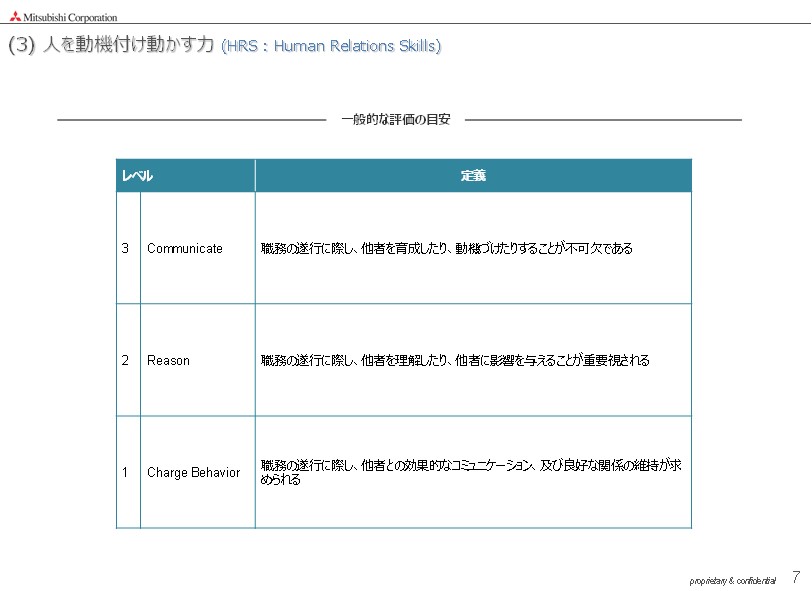 Mitsubishi Corporation
(3) 人を動機付け動かす力 (HRS : Human Relations Skills)
一般的な評価の目安
レベル 定義
3 Communicate 職務の遂行に際し、他者を育成したり、動機づけたりすることが不可欠である
2 Reason 職務の遂行に際し、他者を理解したり、他者に影響を与えることが重要視される
1 Charge Behavior 職務の遂行に際し、他者との効果的なコミュニケーション、及び良好な関係の維持が求
められる
proprietary & confidential 7